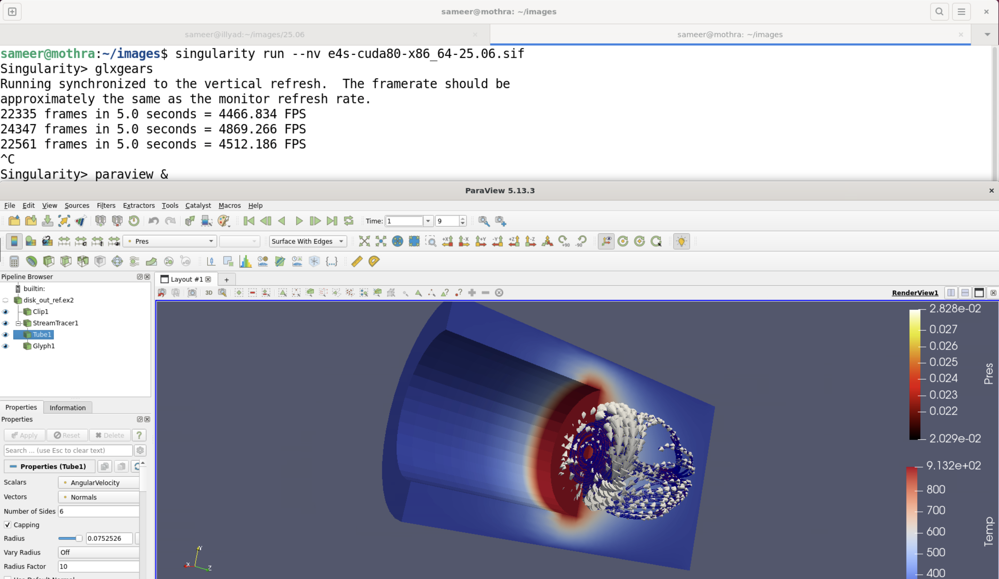 sameer@mothra: ~/images
sameer@illyad:~/images/25.06
sameer@mothra: ~/images
sameer@mothra:~/images$ singularity run --nv e4s-cuda80-x86_64-25.06.sif
Singularity> glxgears
Running synchronized to the vertical refresh.  The framerate should be
approximately the same as the monitor refresh rate.
22335 frames in 5.0 seconds = 4466.834 FPS
24347 frames in 5.0 seconds = 4869.266 FPS
22561 frames in 5.0 seconds = 4512.186 FPS
^C
Singularity> paraview &
ParaView 5.13.3
File Edit View Sources Filters Extractors Tools Catalyst Macros Help
Time: 1 9
Pres Surface With Edges +X -X +Y -Y +Z -Z +90 -90
Pipeline Browser
Layout #1 +
builtin:
3D RenderView1
disk_out_ref.ex2
Clip1
StreamTracer1
Tube1
Glyph1
2.828e-02
0.027
0.026
0.025
0.024
0.023
0.022
2.029e-02
Pres
Properties Information
Properties
Apply Reset Delete ?
Search ... (use Esc to clear text)
Properties (Tube1)
Scalars AngularVelocity
Vectors Normals
Number of Sides 6
Capping
Radius 0.0752526
Vary Radius Off
Radius Factor 10
Use Default Normal
Y
X
Z
9.132e+02
800
700
600
500
400
Temp